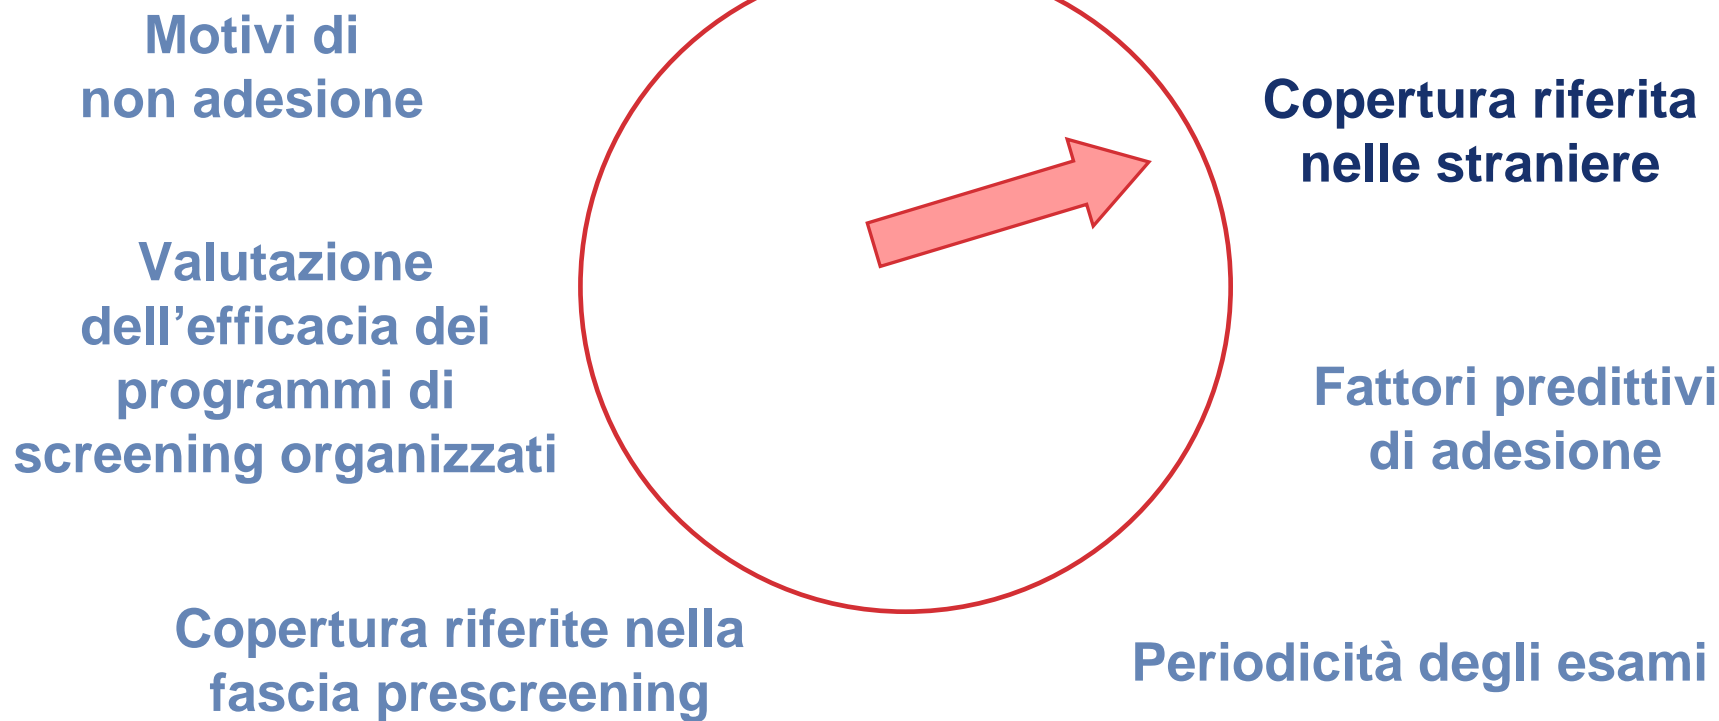 Motivi di
non adesione
Copertura riferita
nelle straniere
Valutazione
dell’efficacia dei
programmi di
screening organizzati
Fattori predittivi
di adesione
Copertura riferite nella
fascia prescreening
Periodicità degli esami